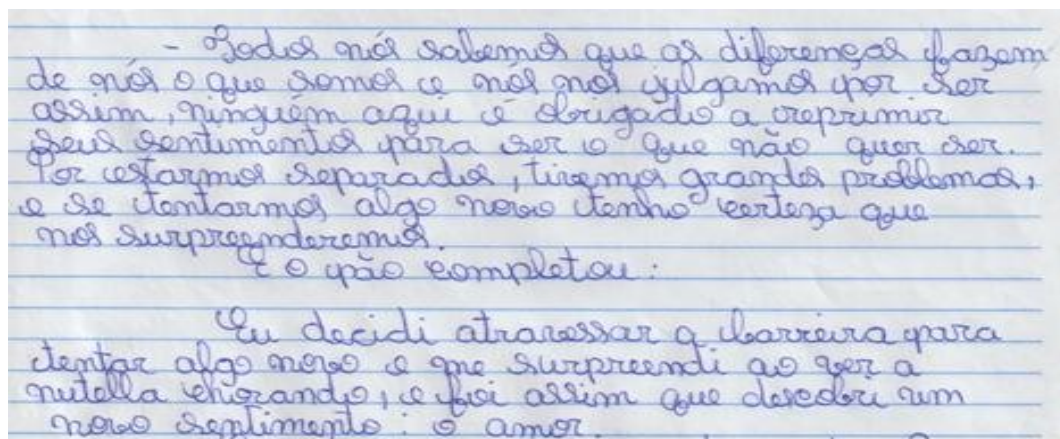 - Todos nós sabemos que as diferenças fazem
de nós o que somos e nós nos julgamos por ser
assim, ninguém aqui é obrigado a reprimir
seus sentimentos para ser o que não quer ser.
Por estarmos separados, tivemos grandes problemas,
e se tentarmos algo novo tenho certeza que
nos surpreenderemos.
E o pão completou:
Eu decidi atravessar a barreira para
tentar algo novo e me surpreendi ao ver a
nutella chorando, e foi assim que descobri um
novo sentimento: o amor.